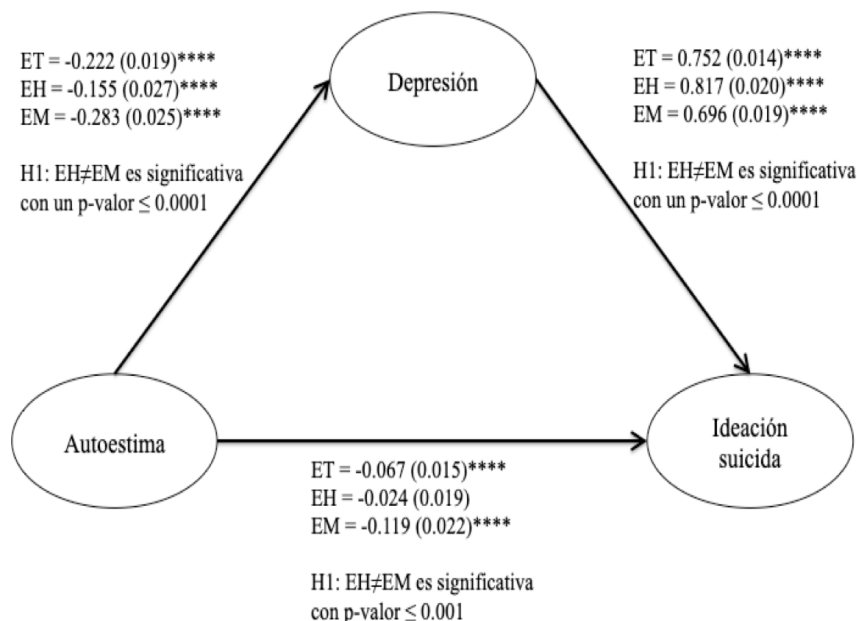 ET = -0.222 (0.019)****
EH = -0.155 (0.027)****
EM = -0.283 (0.025)****
H1: EH≠EM es significativa
con un p-valor ≤ 0.0001
Depresión
ET = 0.752 (0.014)****
EH = 0.817 (0.020)****
EM = 0.696 (0.019)****
H1: EH≠EM es significativa
con un p-valor ≤ 0.0001
Autoestima
Ideación
suicida
ET = -0.067 (0.015)****
EH = -0.024 (0.019)
EM = -0.119 (0.022)****
H1: EH≠EM es significativa
con p-valor ≤ 0.001